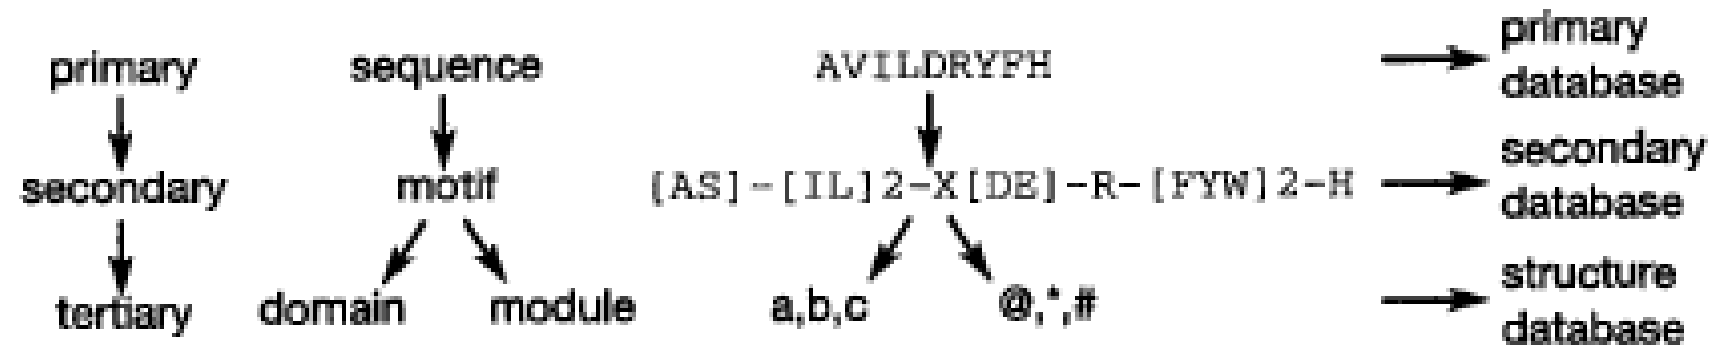 primary sequence AVILDRYFH primary database
secondary motif [AS]-[IL]2-X[DE]-R-[FYW]2-H secondary database
tertiary domain module a,b,c @,*,# structure database